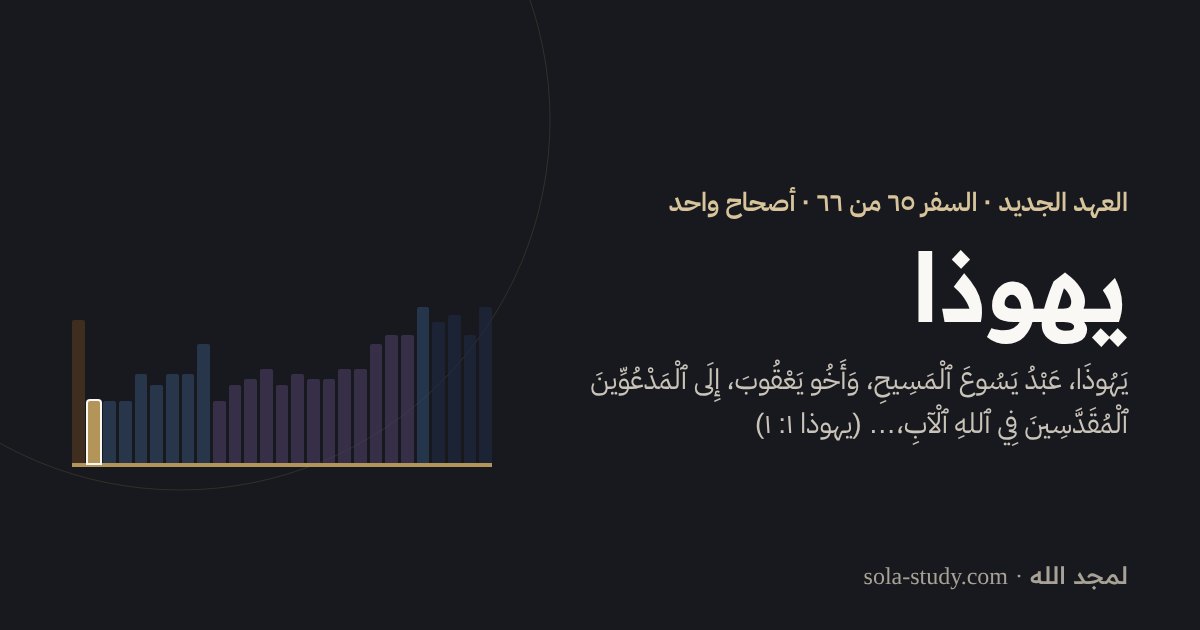 العهد الجديد · السفر ٦٥ من ٦٦ · أصحاح واحد
يهوذا
يَهُوذَا، عَبْدُ يَسُوعَ ٱلْمَسِيحِ، وَأَخُو يَعْقُوبَ، إِلَى ٱلْمَدْعُوِّينَ
ٱلْمُقَدَّسِينَ فِي ٱللهِ ٱلْآبِ،… (يهوذا ١: ١)
لمجد الله · sola-study.com